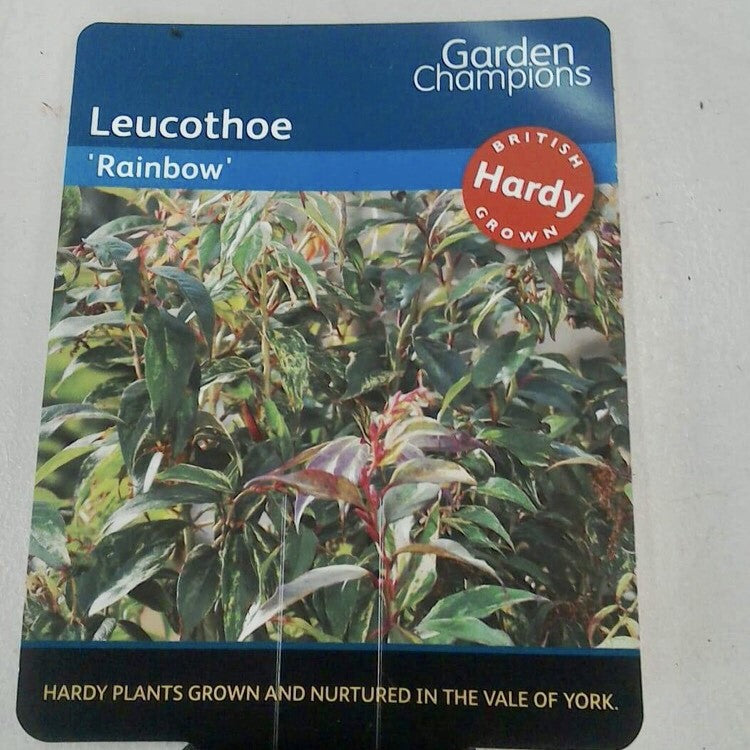 Garden
Champions
Leucothoe
'Rainbow'
BRITISH
Hardy
GROWN
HARDY PLANTS GROWN AND NURTURED IN THE VALE OF YORK.